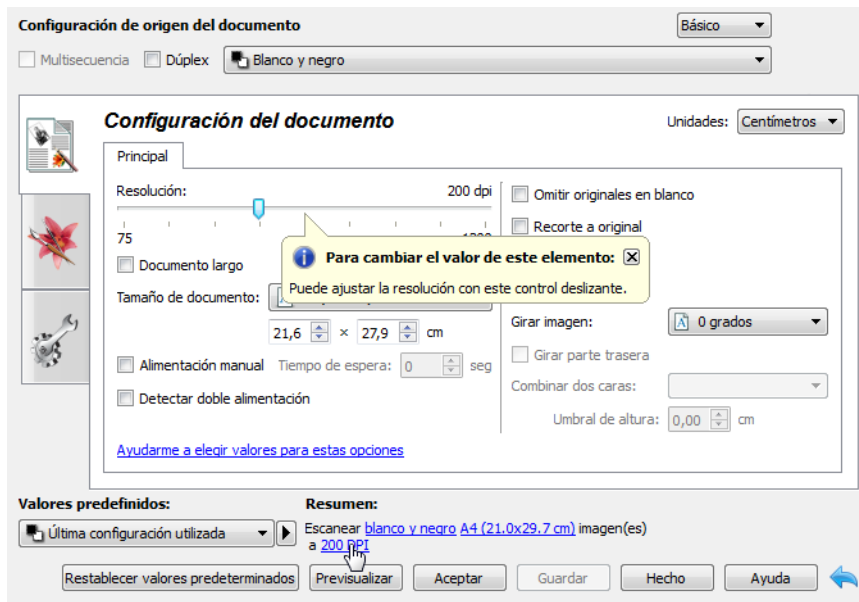 Configuración de origen del documento
Básico
Multisecuencia
Dúplex
Blanco y negro
Configuración del documento
Unidades:
Centímetros
Principal
Resolución:
200 dpi
75
Omitir originales en blanco
Recorte a original
Para cambiar el valor de este elemento:
Puede ajustar la resolución con este control deslizante.
Documento largo
Tamaño de documento:
21,6 × 27,9 cm
Girar imagen:
0 grados
Alimentación manual
Tiempo de espera:
0
seg
Girar parte trasera
Detectar doble alimentación
Combinar dos caras:
Umbral de altura:
0,00
cm
Ayudarme a elegir valores para estas opciones
Valores predefinidos:
Resumen:
Última configuración utilizada
Escanear blanco y negro A4 (21.0x29.7 cm) imagen(es)
a 200 DPI
Restablecer valores predeterminados
Previsualizar
Aceptar
Guardar
Hecho
Ayuda